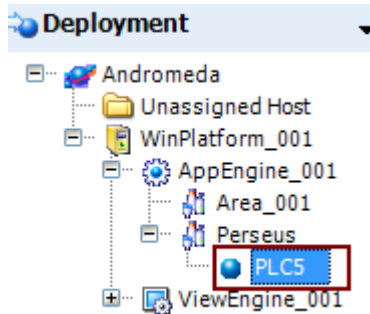 Deployment
Andromeda
Unassigned Host
WinPlatform_001
AppEngine_001
Area_001
Perseus
PLC5
ViewEngine_001